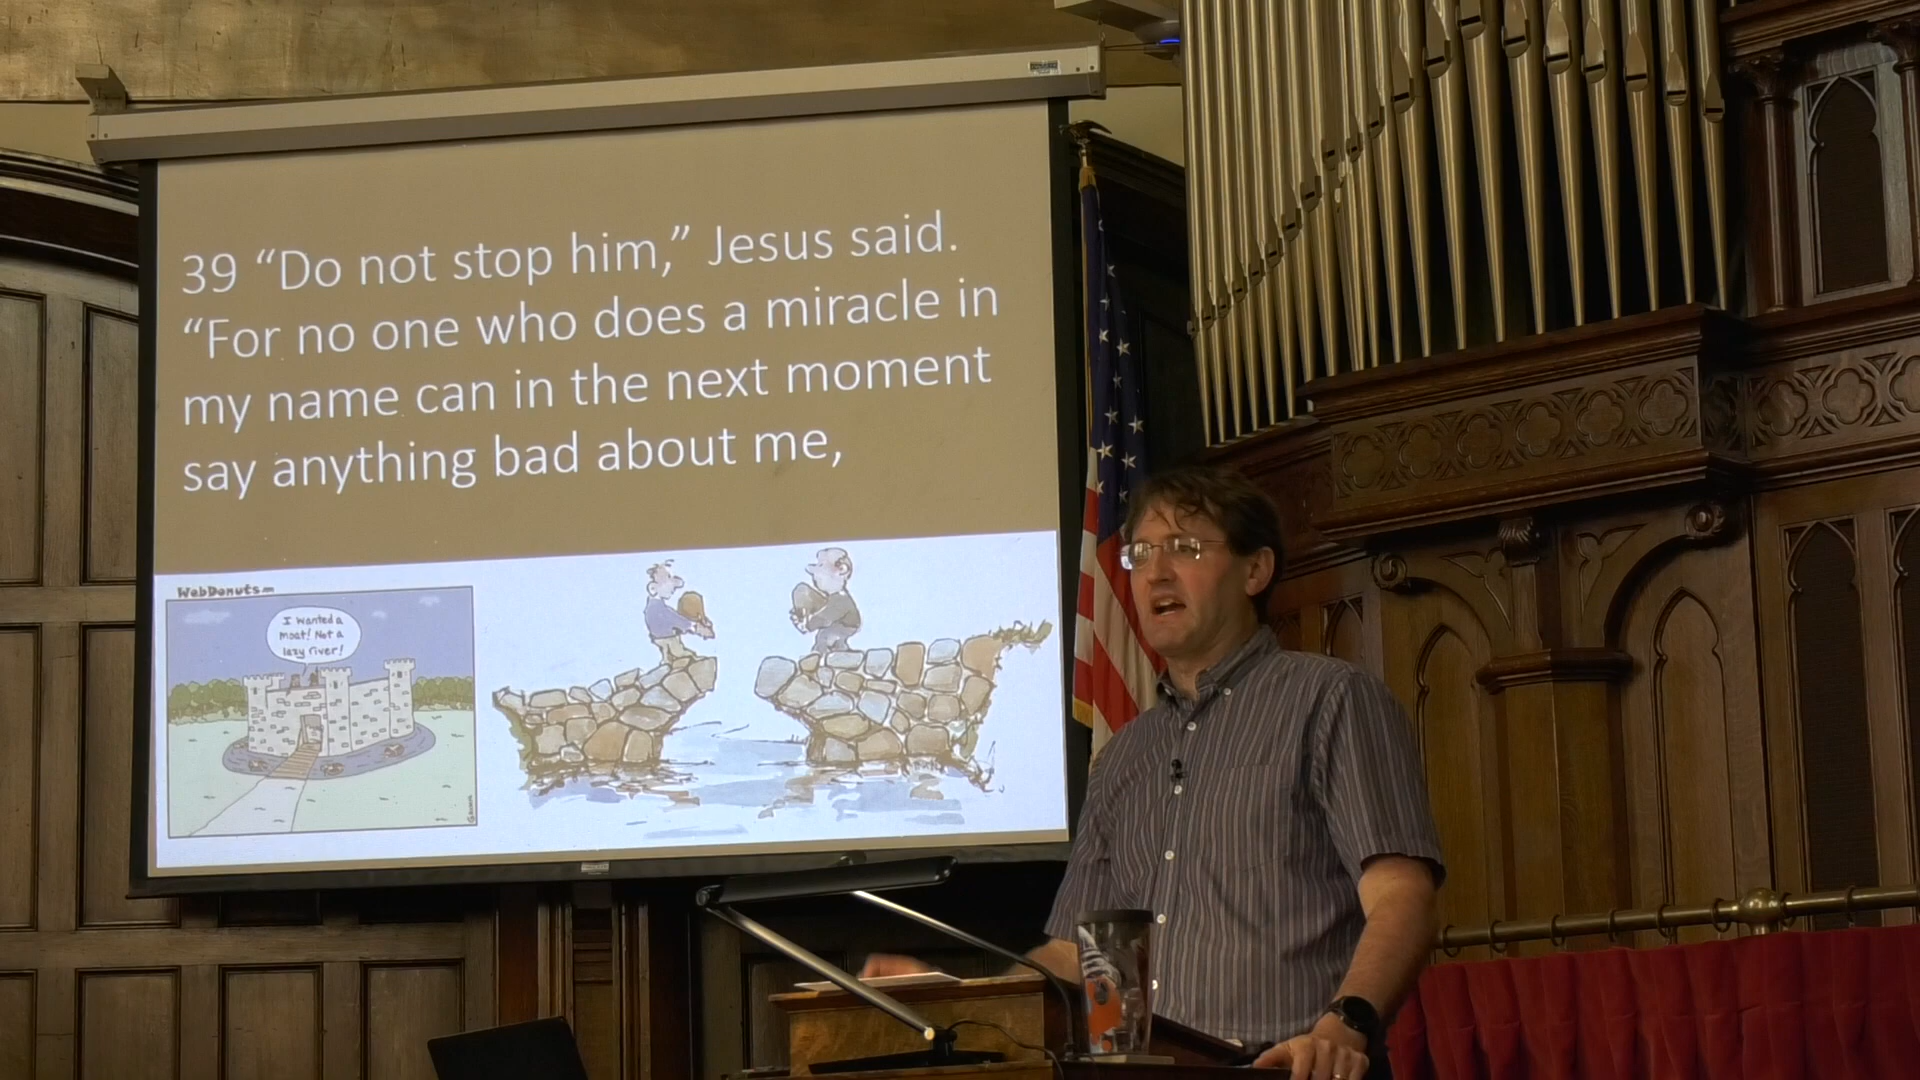 39 “Do not stop him,” Jesus said.
“For no one who does a miracle in
my name can in the next moment
say anything bad about me,
WebDonuts
I wanted a
moat! Not a
lazy river!